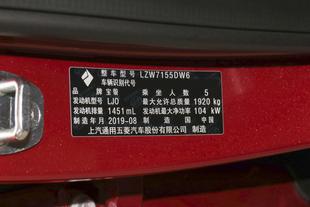 整车型号 LZW7155DW6
车辆识别代号
品牌 宝骏 乘坐人数 5
发动机型号 LJO 最大允许总质量 1920 kg
发动机排量 1451 mL 发动机最大净功率 104 kW
制造年月 2019-08 制造国 中国
上汽通用五菱汽车股份有限公司 制造